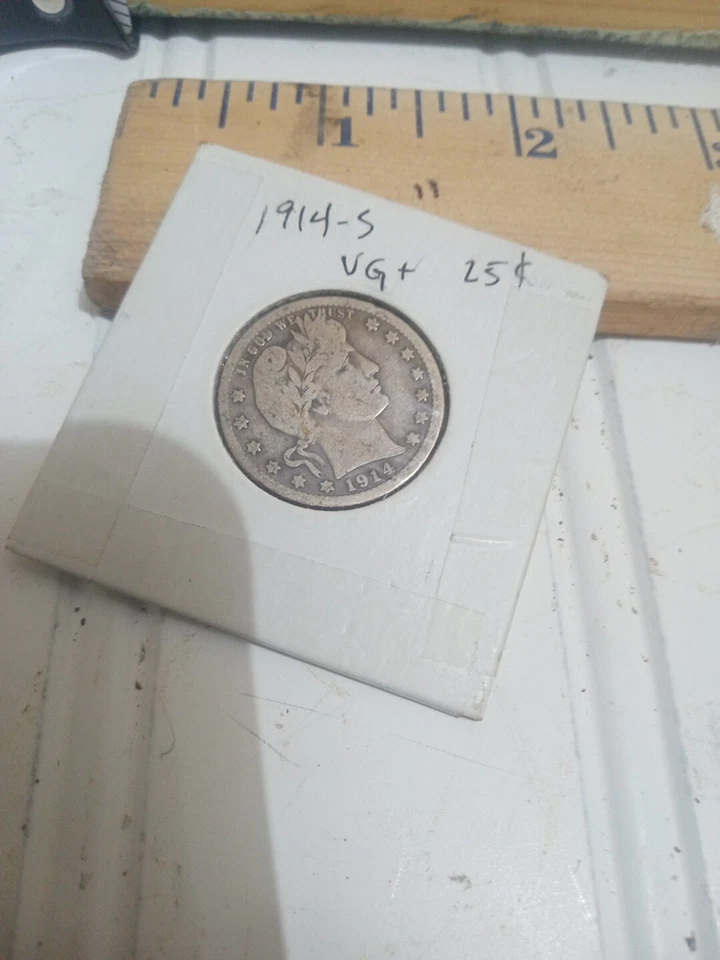 1 2
1914-S
VG+ 25¢
IN GOD WE TRUST
1914